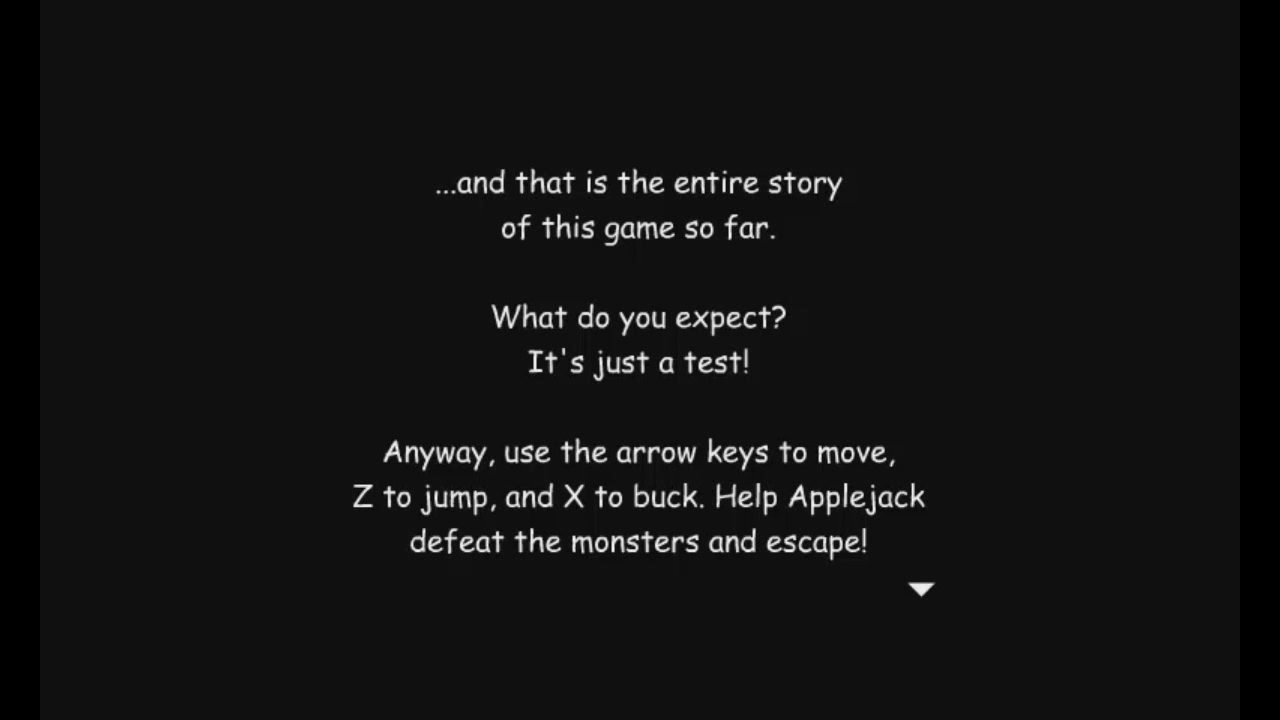 ...and that is the entire story
of this game so far.
What do you expect?
It's just a test!
Anyway, use the arrow keys to move,
Z to jump, and X to buck. Help Applejack
defeat the monsters and escape!